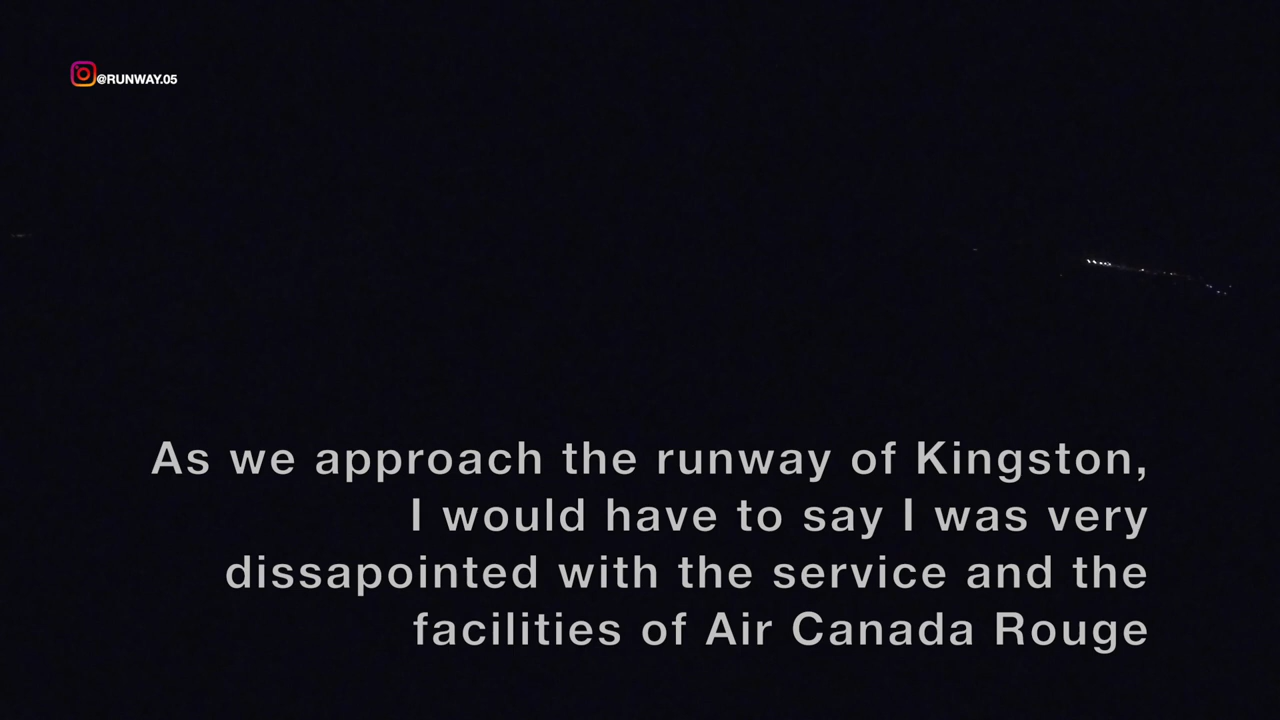 @RUNWAY.05
As we approach the runway of Kingston,
I would have to say I was very
dissapointed with the service and the
facilities of Air Canada Rouge